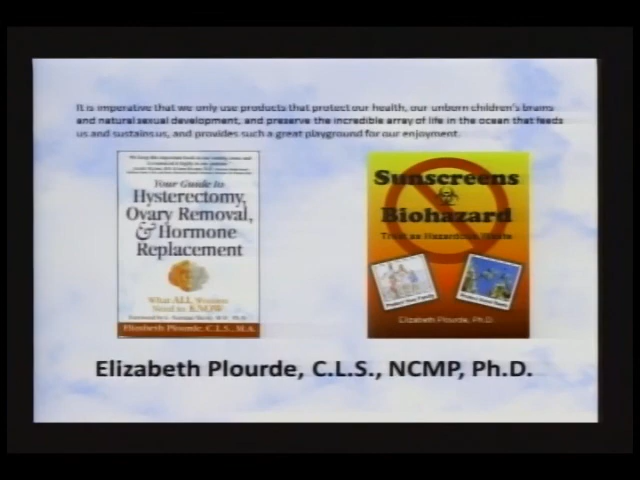 It is imperative that we only use products that protect our health, our unborn children's brains
and natural sexual development, and preserve the incredible array of life in the ocean that feeds
us and sustains us, and provides such a great playground for our enjoyment.
Your Guide to
Hysterectomy,
Ovary Removal,
& Hormone
Replacement
What ALL Women
Need to KNOW
Elizabeth Plourde, C.L.S., M.A.
Sunscreens
Biohazard
Treat as Hazardous Waste
Protect Your Family
Elizabeth Plourde, Ph.D.
Elizabeth Plourde, C.L.S., NCMP, Ph.D.